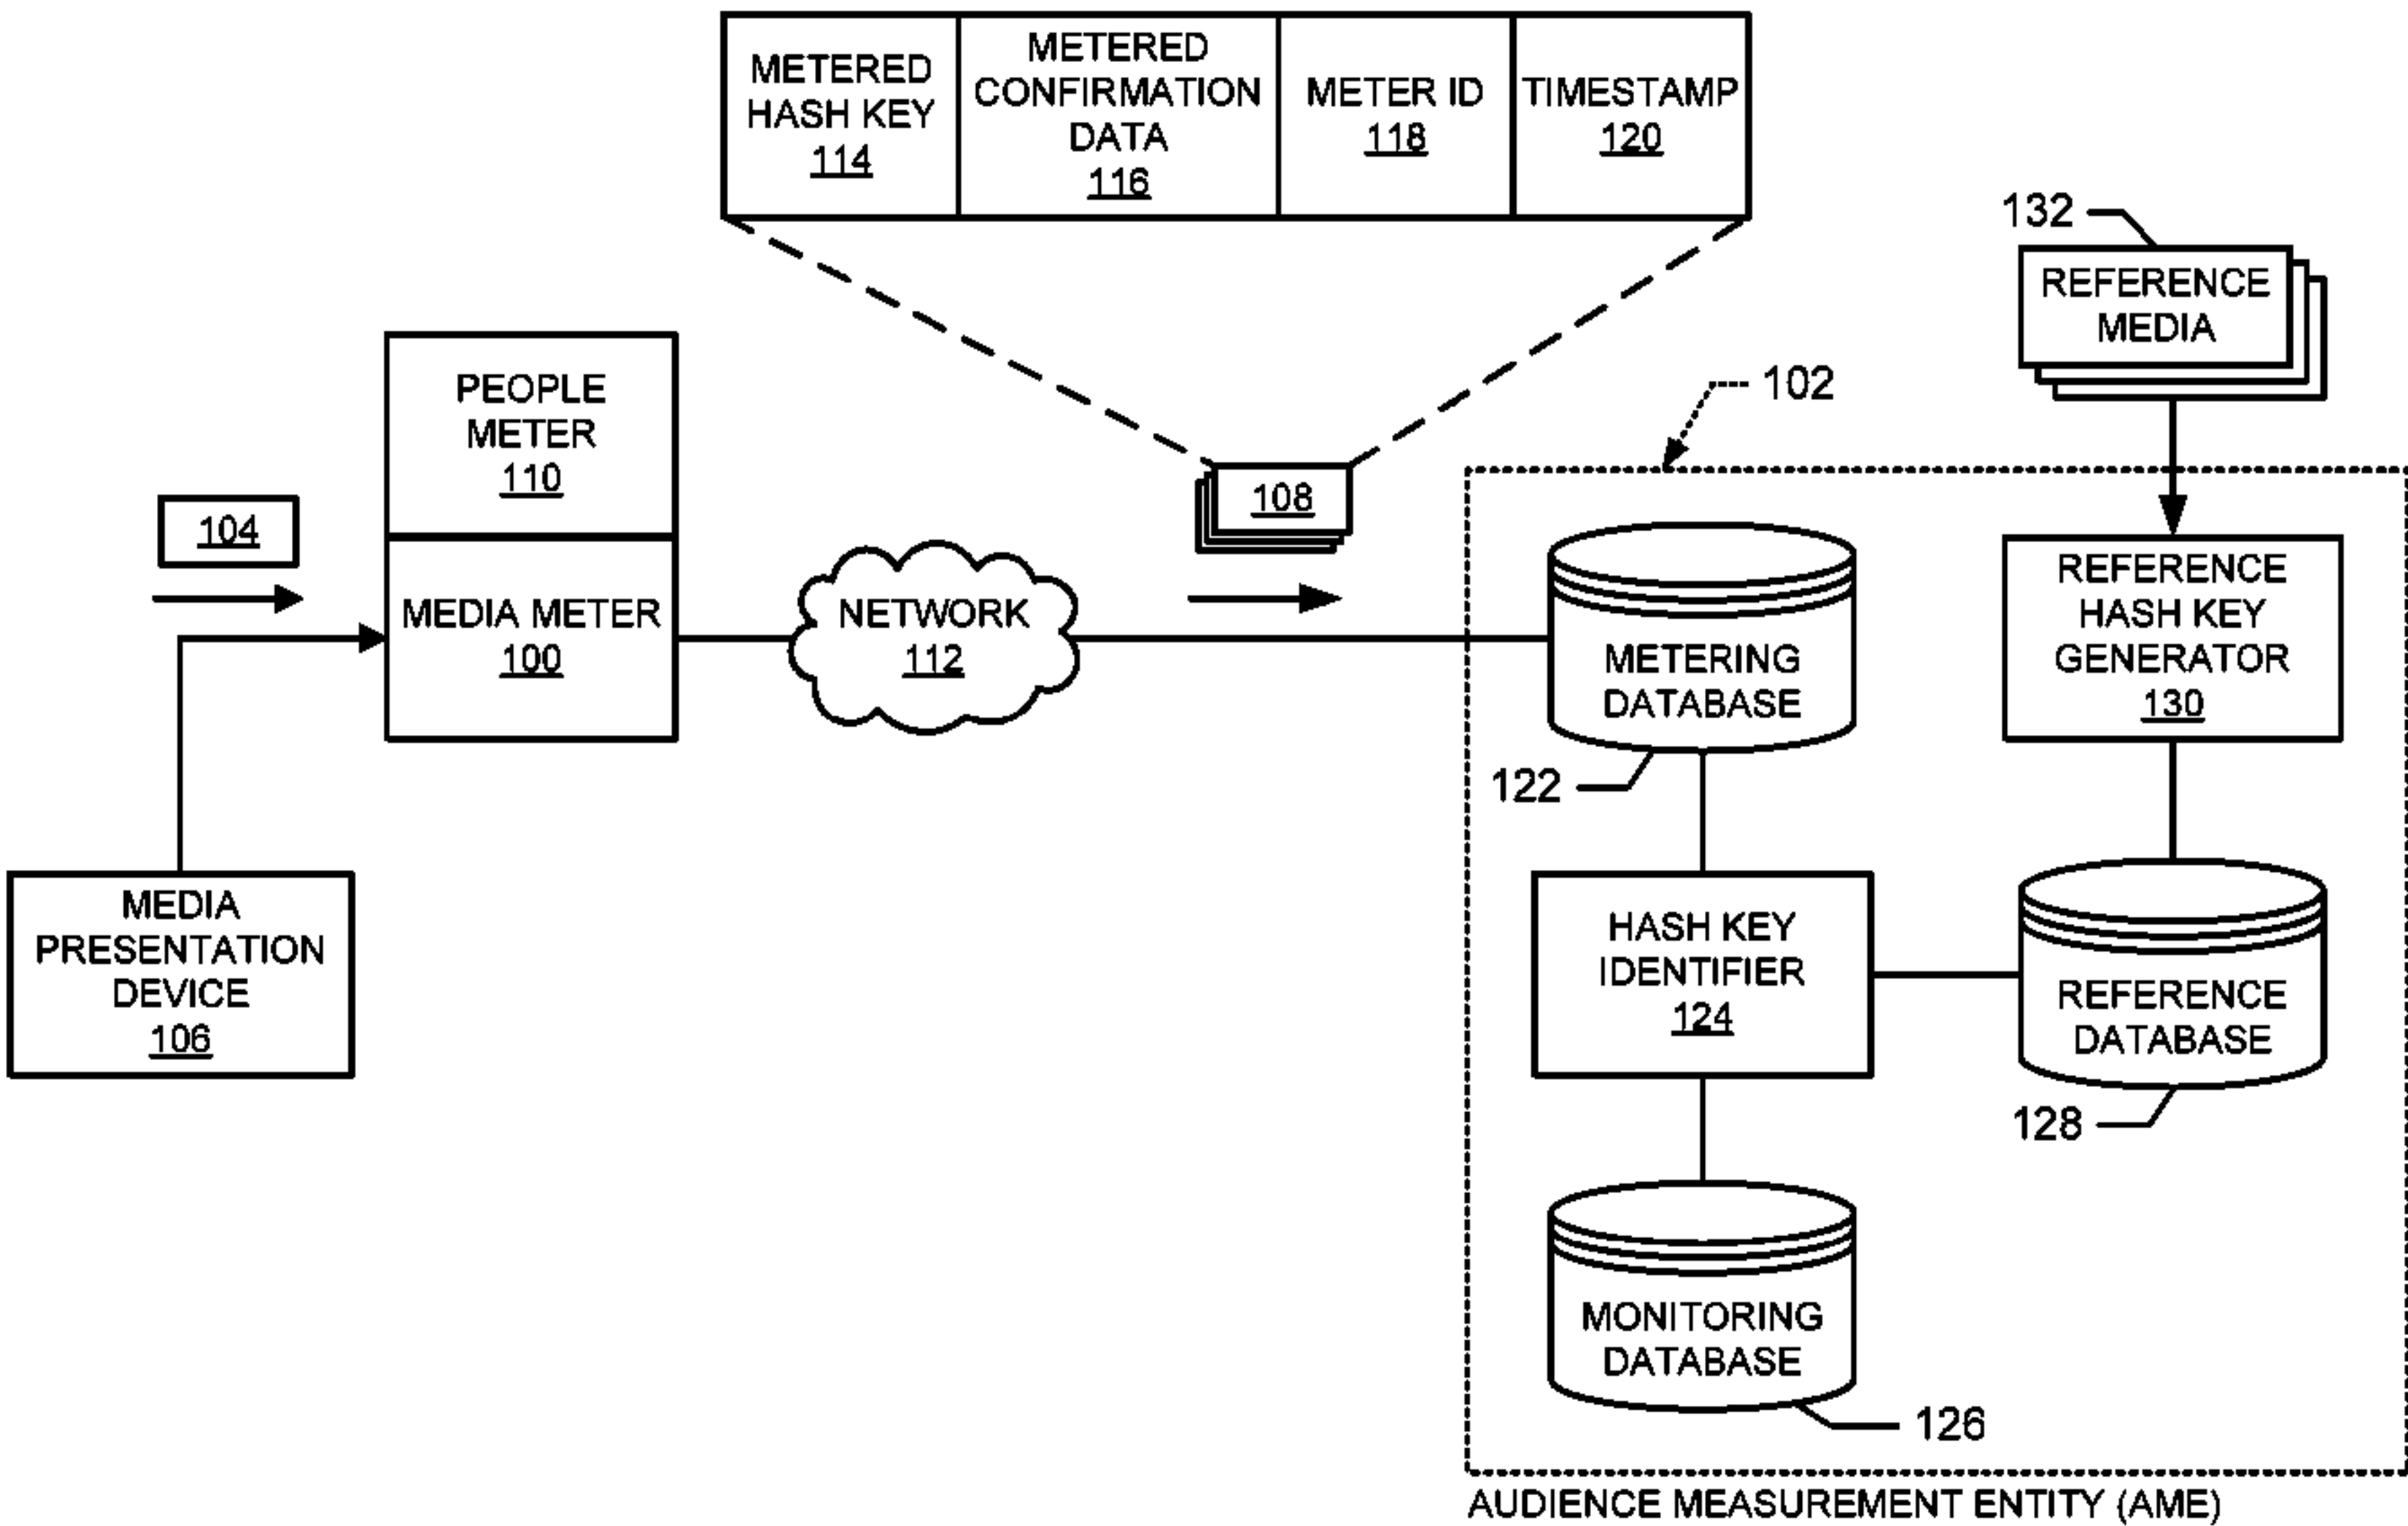 METERED
HASH KEY
114
METERED
CONFIRMATION
DATA
116
METER ID
118
TIMESTAMP
120
132
REFERENCE
MEDIA
102
PEOPLE
METER
110
104
108
MEDIA METER
100
NETWORK
112
METERING
DATABASE
122
REFERENCE
HASH KEY
GENERATOR
130
MEDIA
PRESENTATION
DEVICE
106
HASH KEY
IDENTIFIER
124
REFERENCE
DATABASE
128
MONITORING
DATABASE
126
AUDIENCE MEASUREMENT ENTITY (AME)